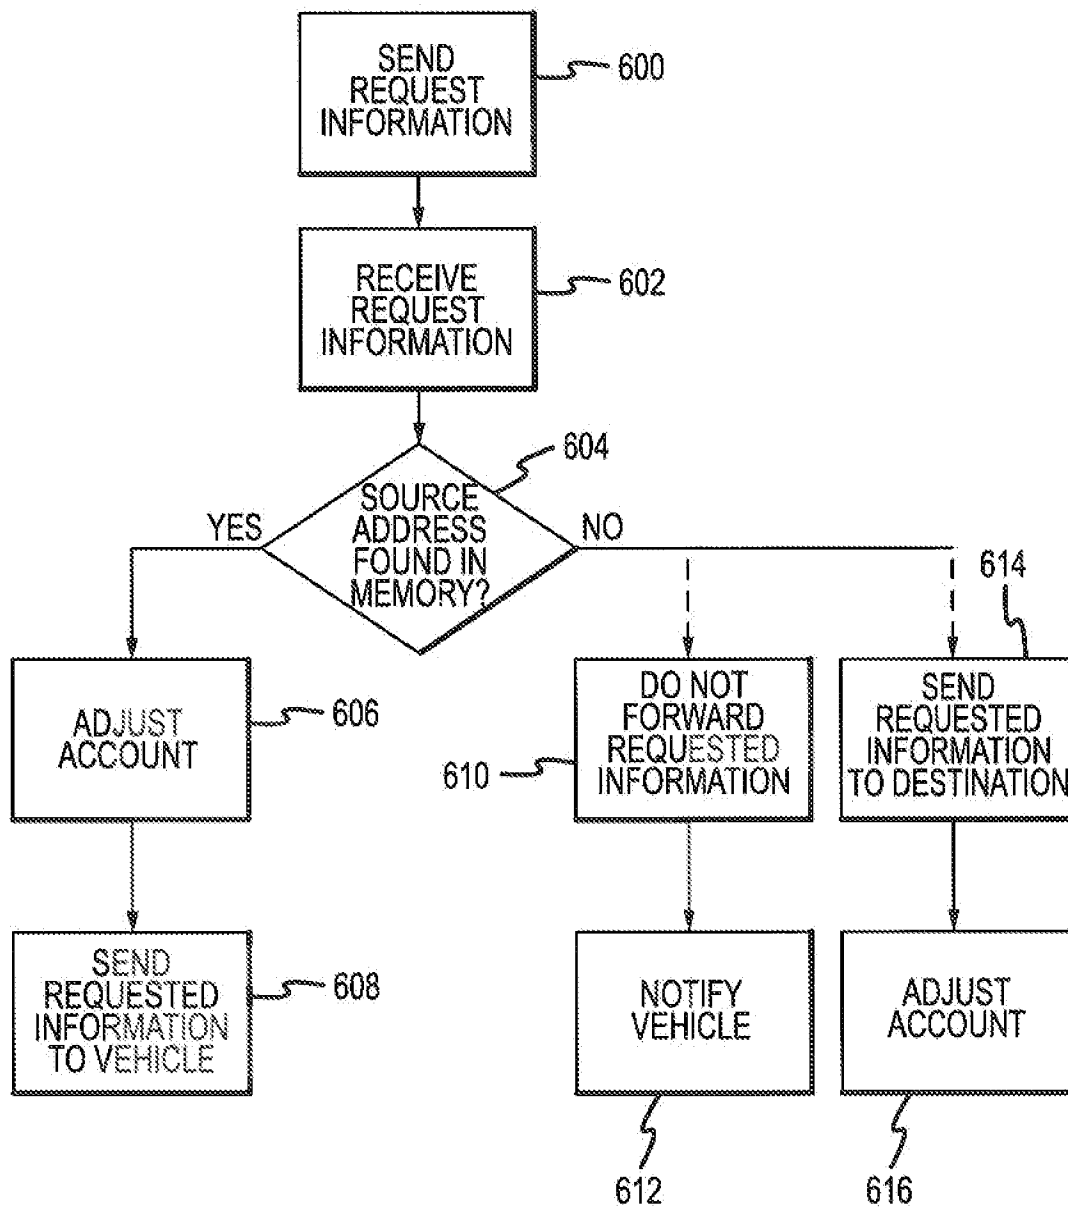 SEND
REQUEST
INFORMATION
600
RECEIVE
REQUEST
INFORMATION
602
604
SOURCE
ADDRESS
FOUND IN
MEMORY?
YES
NO
614
ADJUST
ACCOUNT
606
DO NOT
FORWARD
REQUESTED
INFORMATION
610
SEND
REQUESTED
INFORMATION
TO DESTINATION
SEND
REQUESTED
INFORMATION
TO VEHICLE
608
NOTIFY
VEHICLE
ADJUST
ACCOUNT
612
616